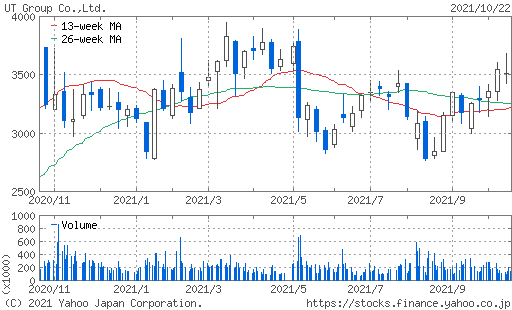 UT Group Co.,Ltd. 2021/10/22
4000
13-week MA
26-week MA
3500
3000
2500
2020/11 2021/1 2021/3 2021/5 2021/7 2021/9
1000
Volume
800
600
400
200
0
(x1000)
2020/11 2021/1 2021/3 2021/5 2021/7 2021/9
(C) 2021 Yahoo Japan Corporation. https://stocks.finance.yahoo.co.jp/